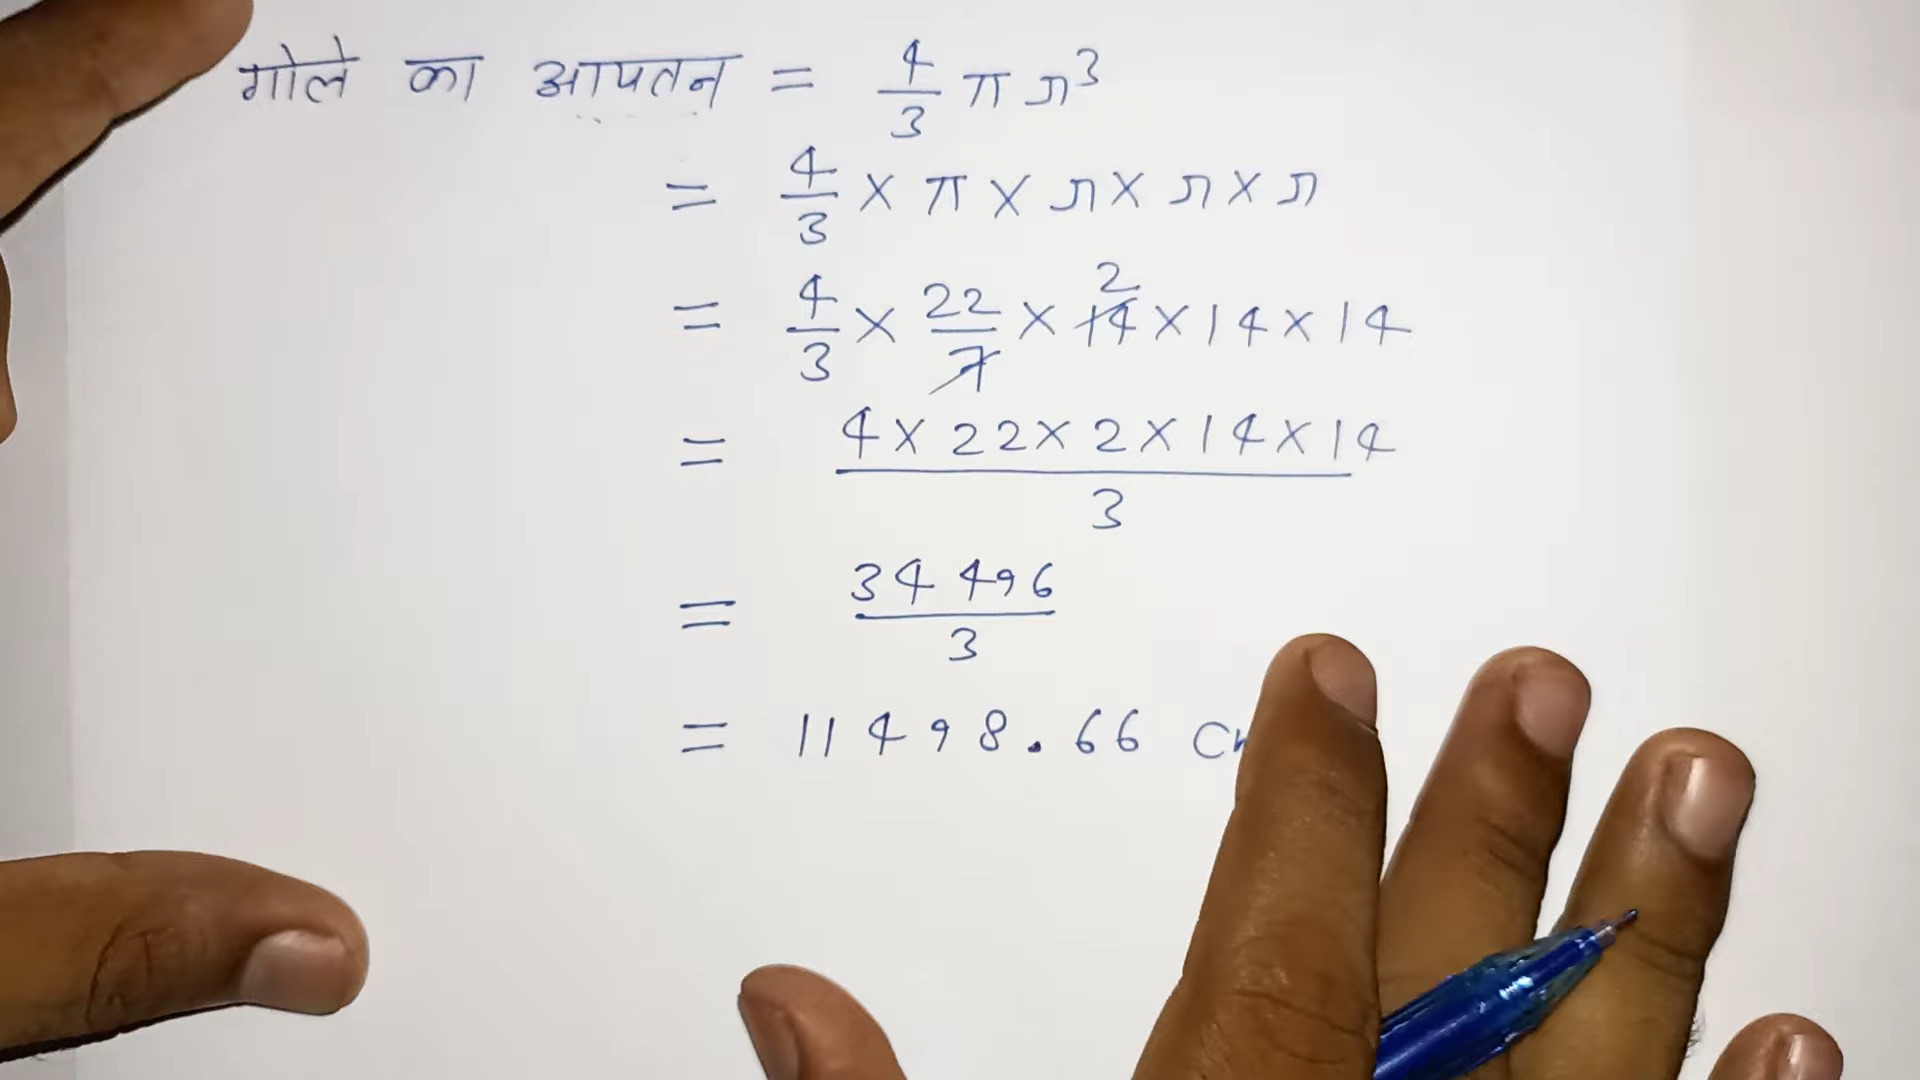 गोले का आयतन = 4/3 π r³
= 4/3 × π × r × r × r
= 4/3 × 22/7 × 14 2 × 14 × 14
= 4 × 22 × 2 × 14 × 14 / 3
= 34496 / 3
= 11498.66